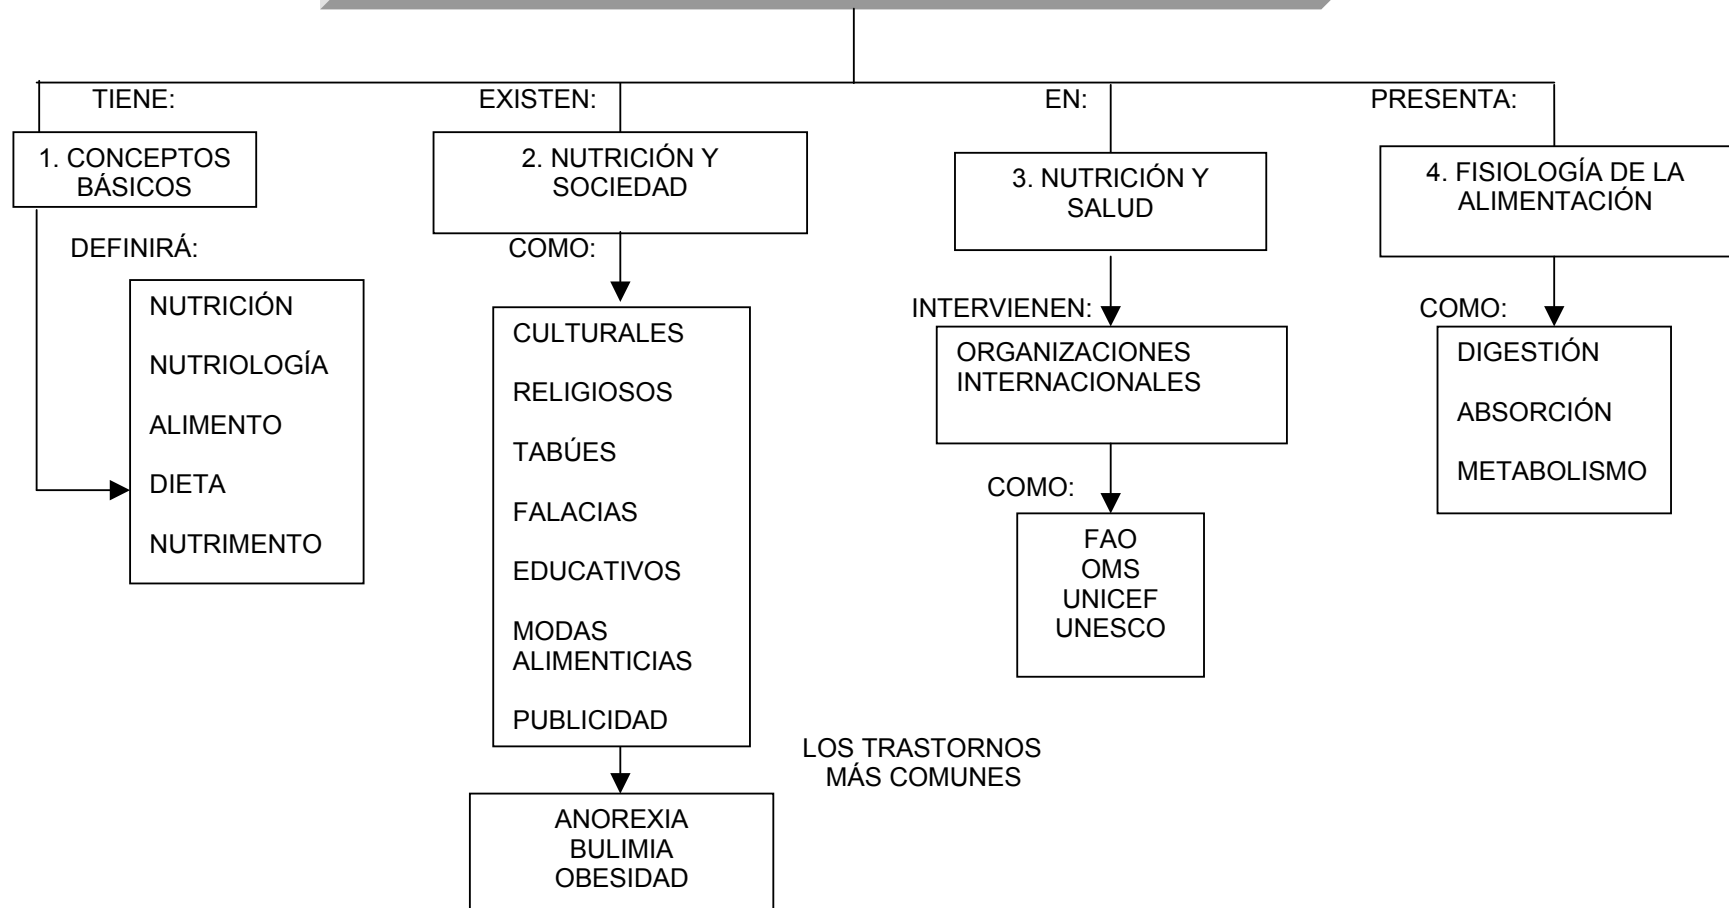 TIENE:
1. CONCEPTOS
BÁSICOS
DEFINIRÁ:
NUTRICIÓN
NUTRIOLOGÍA
ALIMENTO
DIETA
NUTRIMENTO
EXISTEN:
2. NUTRICIÓN Y
SOCIEDAD
COMO:
CULTURALES
RELIGIOSOS
TABÚES
FALACIAS
EDUCATIVOS
MODAS
ALIMENTICIAS
PUBLICIDAD
LOS TRASTORNOS
MÁS COMUNES
ANOREXIA
BULIMIA
OBESIDAD
EN:
3. NUTRICIÓN Y
SALUD
INTERVIENEN:
ORGANIZACIONES
INTERNACIONALES
COMO:
FAO
OMS
UNICEF
UNESCO
PRESENTA:
4. FISIOLOGÍA DE LA
ALIMENTACIÓN
COMO:
DIGESTIÓN
ABSORCIÓN
METABOLISMO